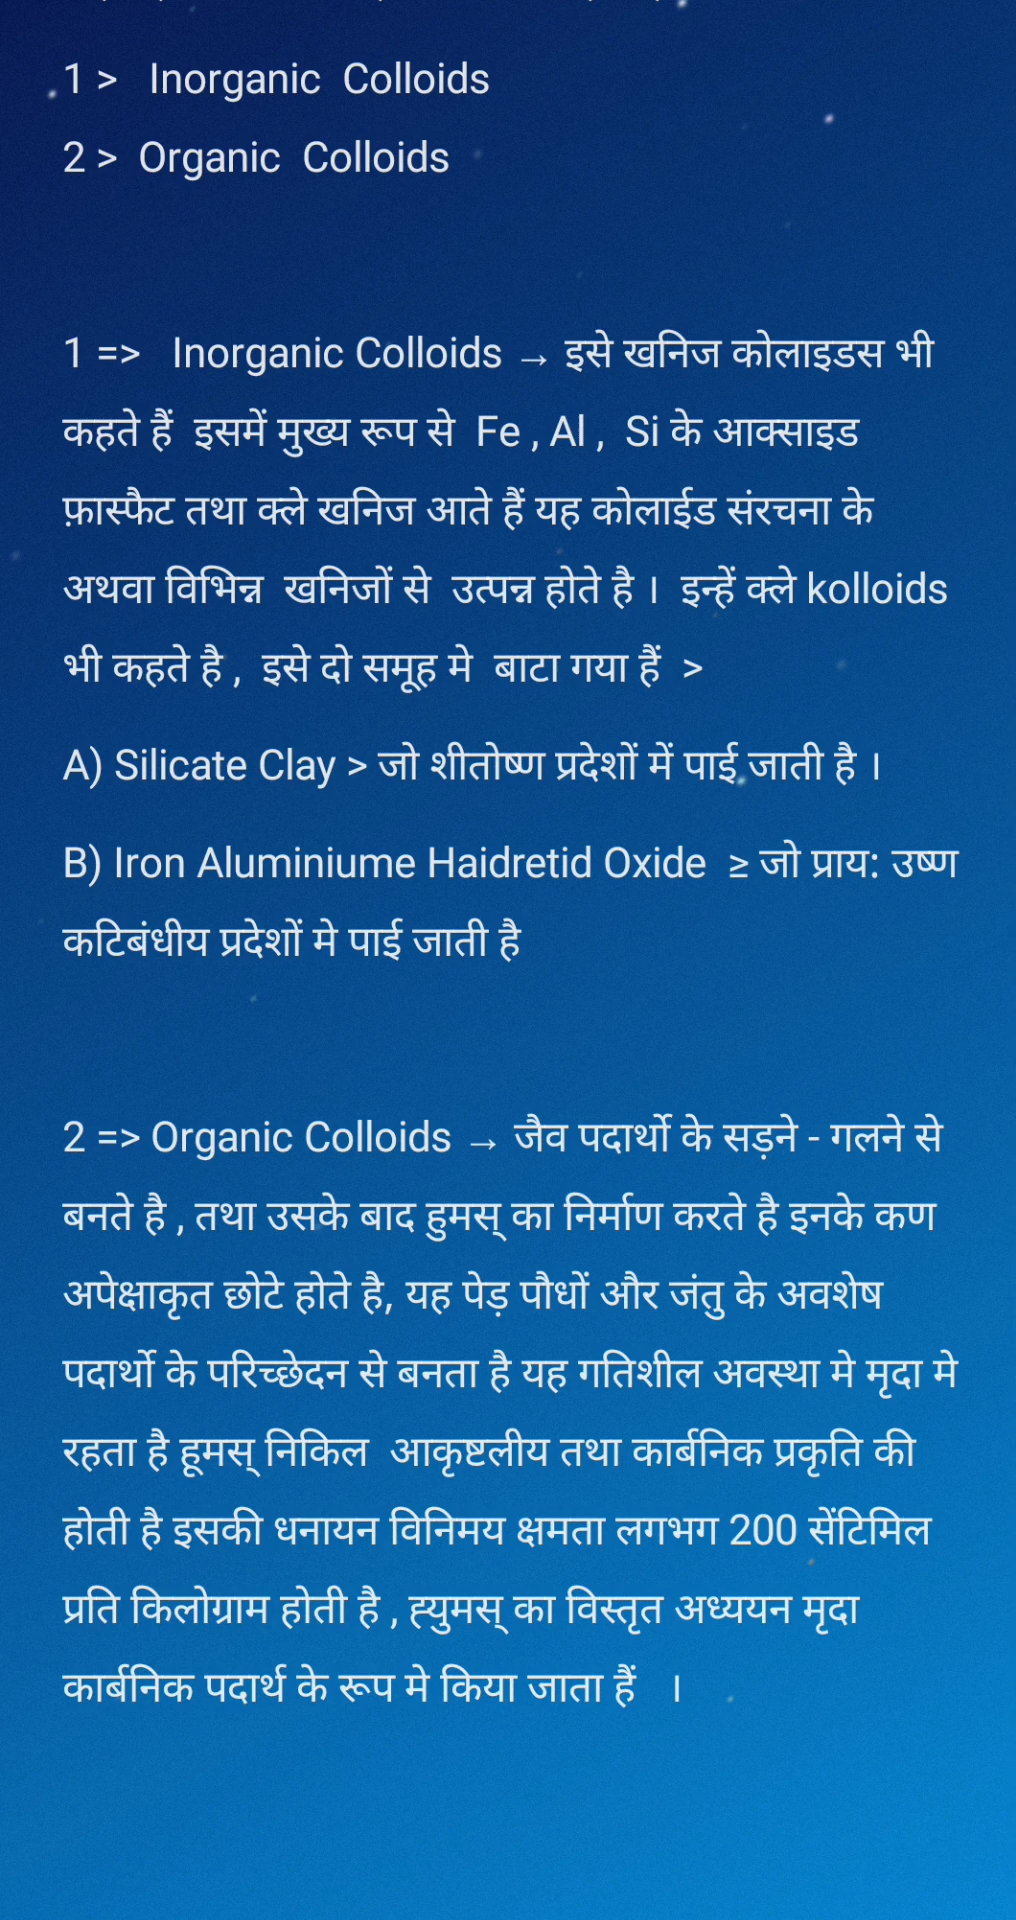 1 > Inorganic Colloids
2 > Organic Colloids
1 => Inorganic Colloids → इसे खनिज कोलाइडस भी
कहते हैं इसमें मुख्य रूप से Fe , Al , Si के आक्साइड
फ़ास्फैट तथा क्ले खनिज आते हैं यह कोलाईड संरचना के
अथवा विभिन्न खनिजों से उत्पन्न होते है । इन्हें क्ले kolloids
भी कहते है , इसे दो समूह मे बाटा गया हैं >
A) Silicate Clay > जो शीतोष्ण प्रदेशों में पाई जाती है ।
B) Iron Aluminiume Haidretid Oxide ≥ जो प्राय: उष्ण
कटिबंधीय प्रदेशों मे पाई जाती है
2 => Organic Colloids → जैव पदार्थो के सड़ने - गलने से
बनते है , तथा उसके बाद हुमस् का निर्माण करते है इनके कण
अपेक्षाकृत छोटे होते है, यह पेड़ पौधों और जंतु के अवशेष
पदार्थो के परिच्छेदन से बनता है यह गतिशील अवस्था मे मृदा मे
रहता है हूमस् निकिल आकृष्टलीय तथा कार्बनिक प्रकृति की
होती है इसकी धनायन विनिमय क्षमता लगभग 200 सेंटिमिल
प्रति किलोग्राम होती है , ह्युमस् का विस्तृत अध्ययन मृदा
कार्बनिक पदार्थ के रूप मे किया जाता हैं ।